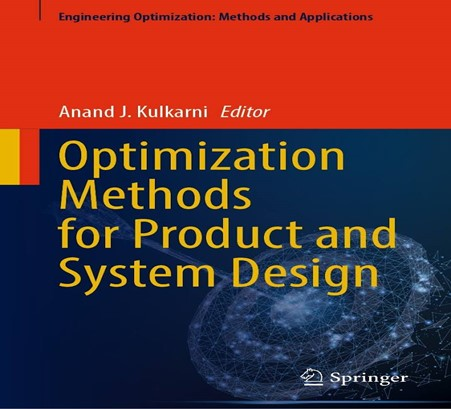 Engineering Optimization: Methods and Applications
Anand J. Kulkarni Editor
Optimization
Methods
for Product and
System Design
Springer